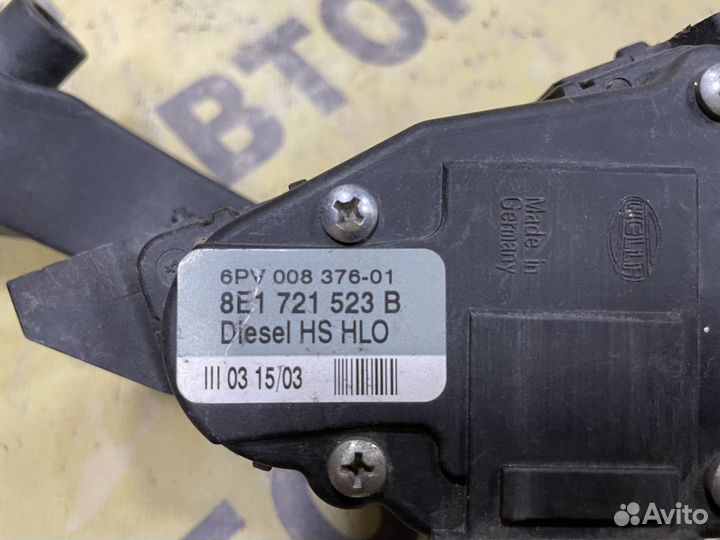 ВТОР
6PV 008 376-01
8E1 721 523 B
Diesel HS HLO
III 03 15/03
Made in
Germany
HELLA
Avito